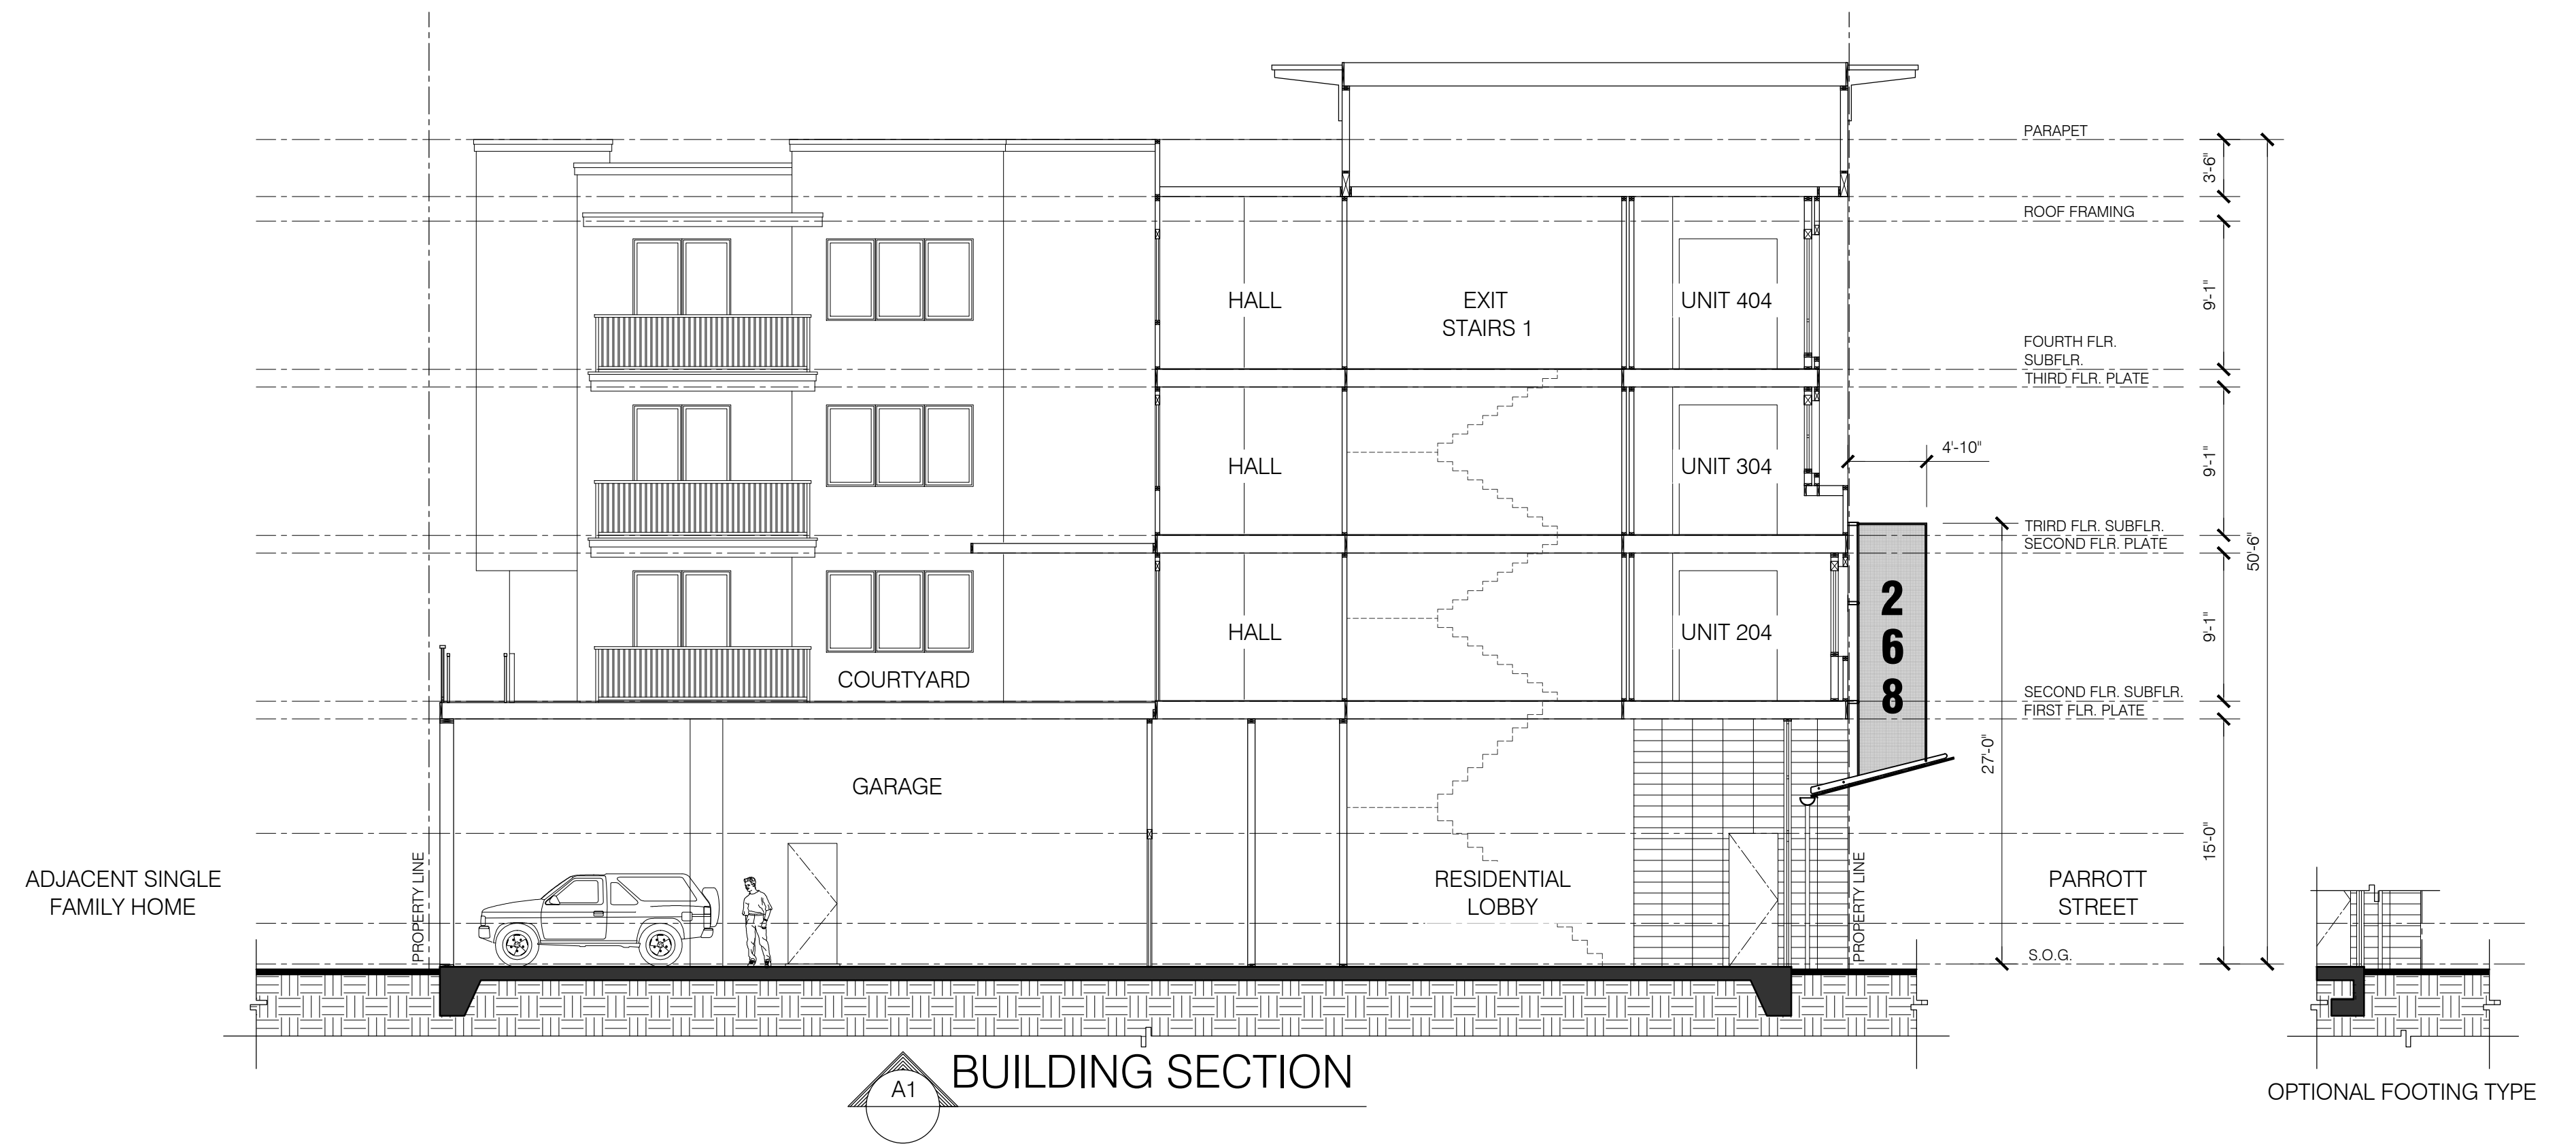 PARAPET
3'-6"
ROOF FRAMING
HALL
EXIT
STAIRS 1
UNIT 404
9'-1"
FOURTH FLR.
SUBFLR.
THIRD FLR. PLATE
HALL
UNIT 304
4'-10"
9'-1"
TRIRD FLR. SUBFLR.
SECOND FLR. PLATE
50'-6"
2
6
8
HALL
UNIT 204
9'-1"
COURTYARD
SECOND FLR. SUBFLR.
FIRST FLR. PLATE
27'-0"
GARAGE
15'-0"
ADJACENT SINGLE
FAMILY HOME
PROPERTY LINE
RESIDENTIAL
LOBBY
PROPERTY LINE
PARROTT
STREET
S.O.G.
A1
BUILDING SECTION
OPTIONAL FOOTING TYPE